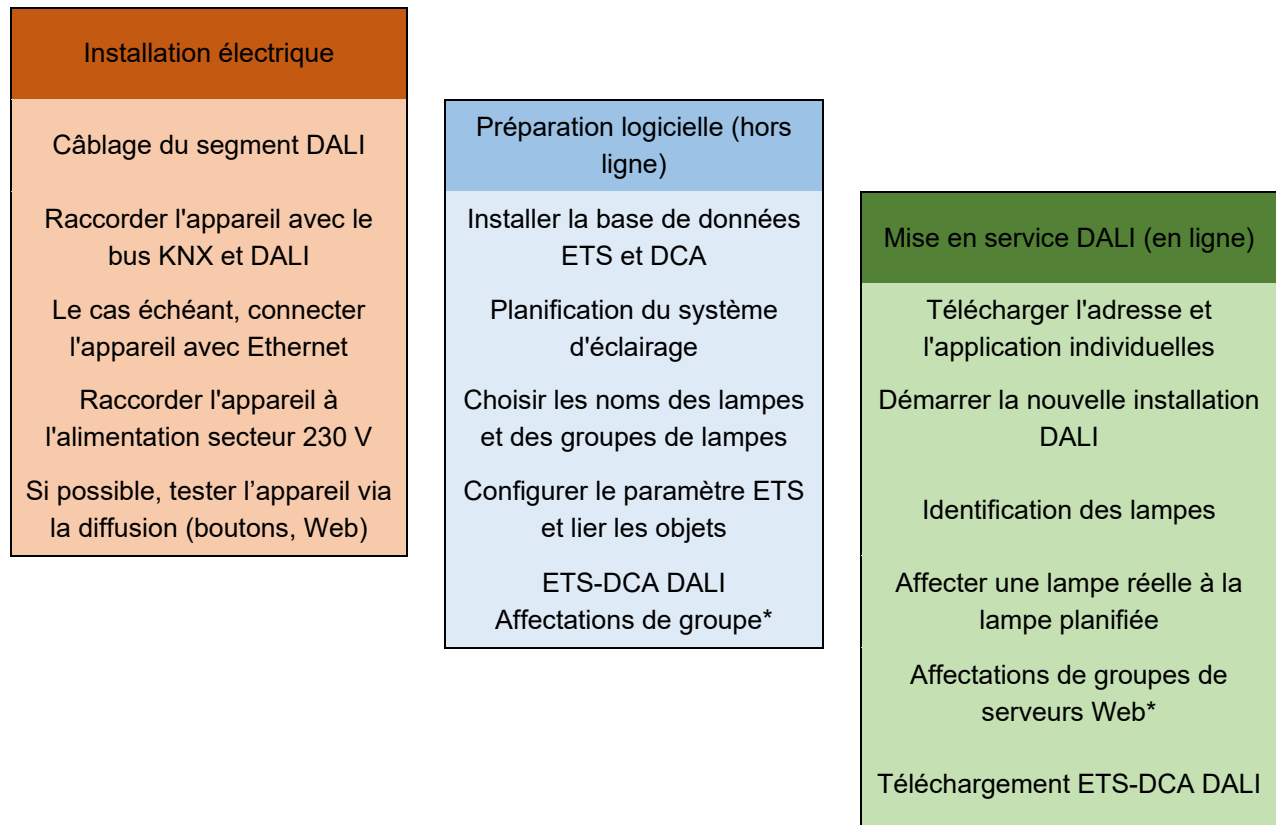 Installation électrique
Câblage du segment DALI
Raccorder l'appareil avec le
bus KNX et DALI
Le cas échéant, connecter
l'appareil avec Ethernet
Raccorder l'appareil à
l'alimentation secteur 230 V
Si possible, tester l’appareil via
la diffusion (boutons, Web)
Préparation logicielle (hors
ligne)
Installer la base de données
ETS et DCA
Planification du système
d'éclairage
Choisir les noms des lampes
et des groupes de lampes
Configurer le paramètre ETS
et lier les objets
ETS-DCA DALI
Affectations de groupe*
Mise en service DALI (en ligne)
Télécharger l'adresse et
l'application individuelles
Démarrer la nouvelle installation
DALI
Identification des lampes
Affecter une lampe réelle à la
lampe planifiée
Affectations de groupes de
serveurs Web*
Téléchargement ETS-DCA DALI